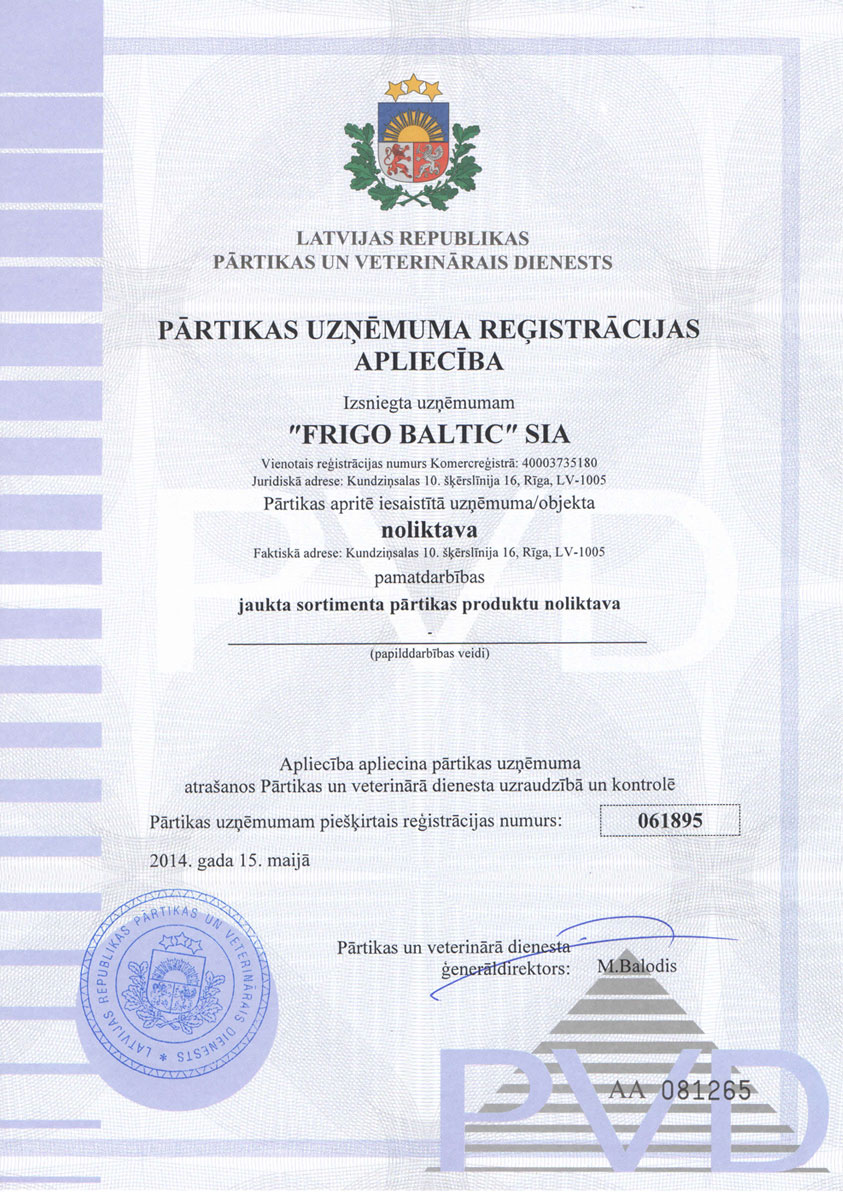 LATVIJAS REPUBLIKAS
PĀRTIKAS UN VETERINĀRAIS DIENESTS
PĀRTIKAS UZŅĒMUMA REĢISTRĀCIJAS
APLIECĪBA
Izsniegta uzņēmumam
"FRIGO BALTIC" SIA
Vienotais reģistrācijas numurs Komercreģistrā: 40003735180
Juridiskā adrese: Kundziņsalas 10. šķērslīnija 16, Rīga, LV-1005
Pārtikas apritē iesaistītā uzņēmuma/objekta
noliktava
Faktiskā adrese: Kundziņsalas 10. šķērslīnija 16, Rīga, LV-1005
pamatdarbības
jaukta sortimenta pārtikas produktu noliktava
-
(papilddarbības veidi)
PVD
Apliecība apliecina pārtikas uzņēmuma
atrašanos Pārtikas un veterinārā dienesta uzraudzībā un kontrolē
Pārtikas uzņēmumam piešķirtais reģistrācijas numurs: 061895
2014. gada 15. maijā
LATVIJAS REPUBLIKAS PĀRTIKAS UN VETERINĀRAIS DIENESTS *
Pārtikas un veterinārā dienesta
ģenerāldirektors: M.Balodis
PVD
AA 081265